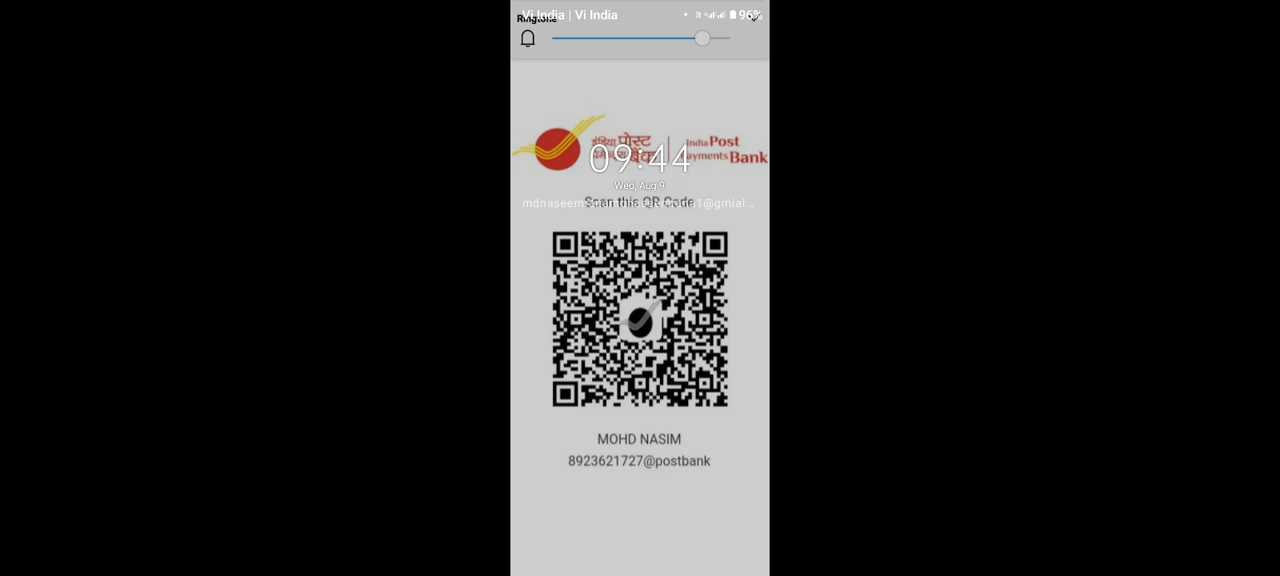 Vi India | Vi India 96%
Ringtone
इंडिया पोस्ट India Post
बैंक Payments Bank
09:44
Wed, Aug 9
Scan this QR Code
MOHD NASIM
8923621727@postbank